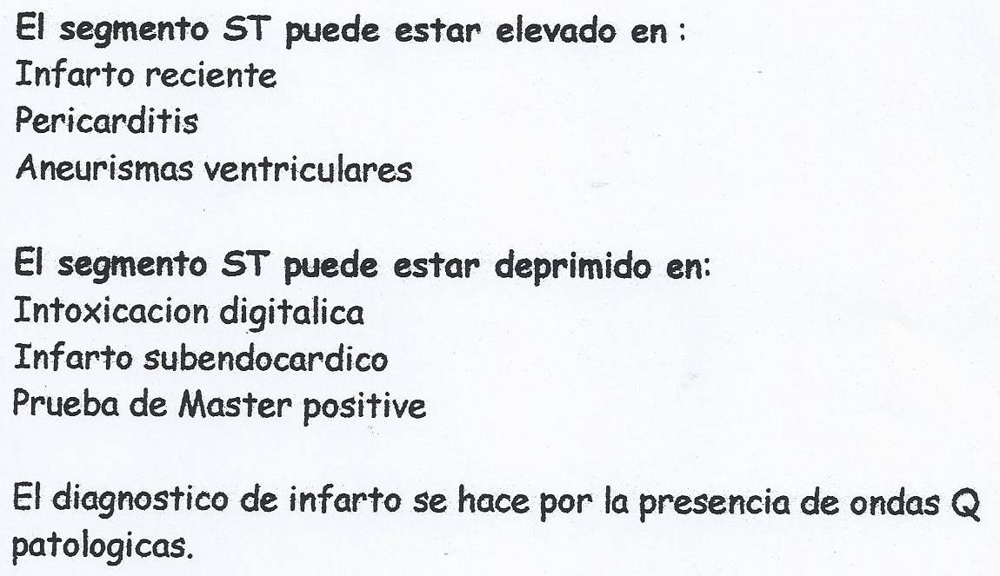 El segmento ST puede estar elevado en :
Infarto reciente
Pericarditis
Aneurismas ventriculares
El segmento ST puede estar deprimido en:
Intoxicacion digitalica
Infarto subendocardico
Prueba de Master positive
El diagnostico de infarto se hace por la presencia de ondas Q
patologicas.